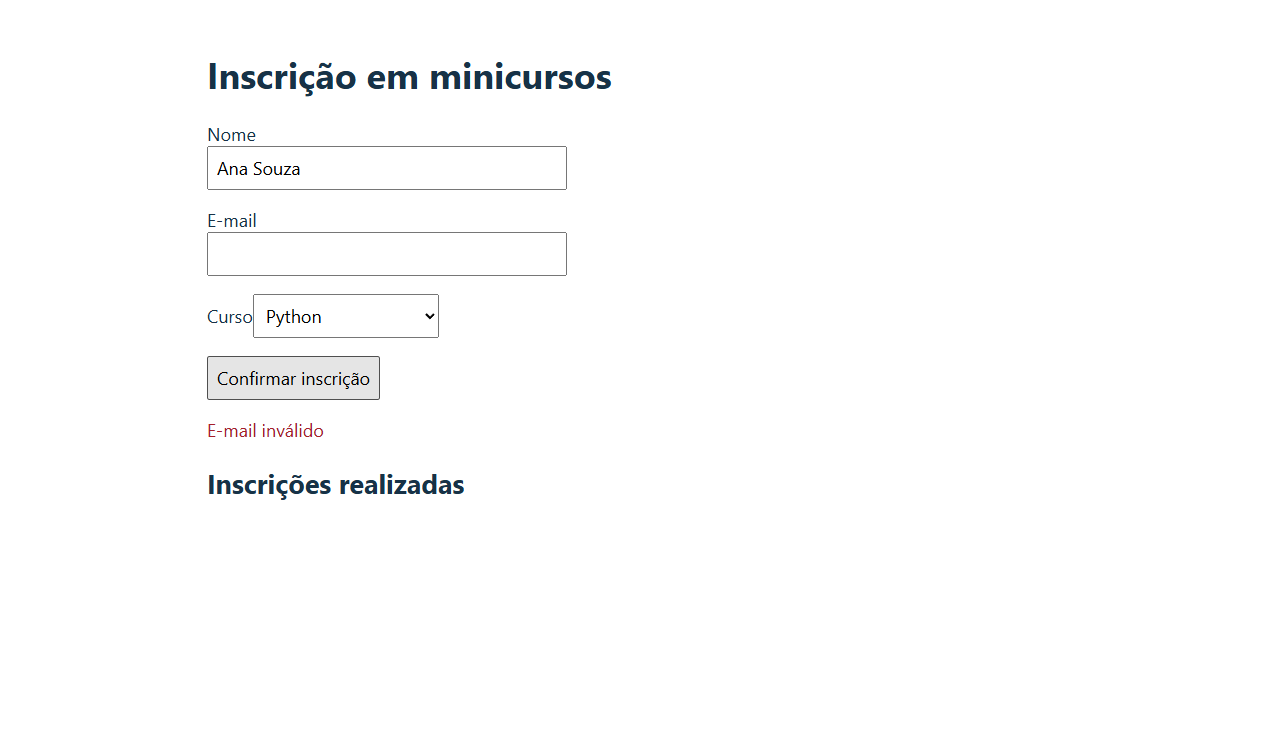 Inscrição em minicursos
Nome
Ana Souza
E-mail
Curso Python
Confirmar inscrição
E-mail inválido
Inscrições realizadas